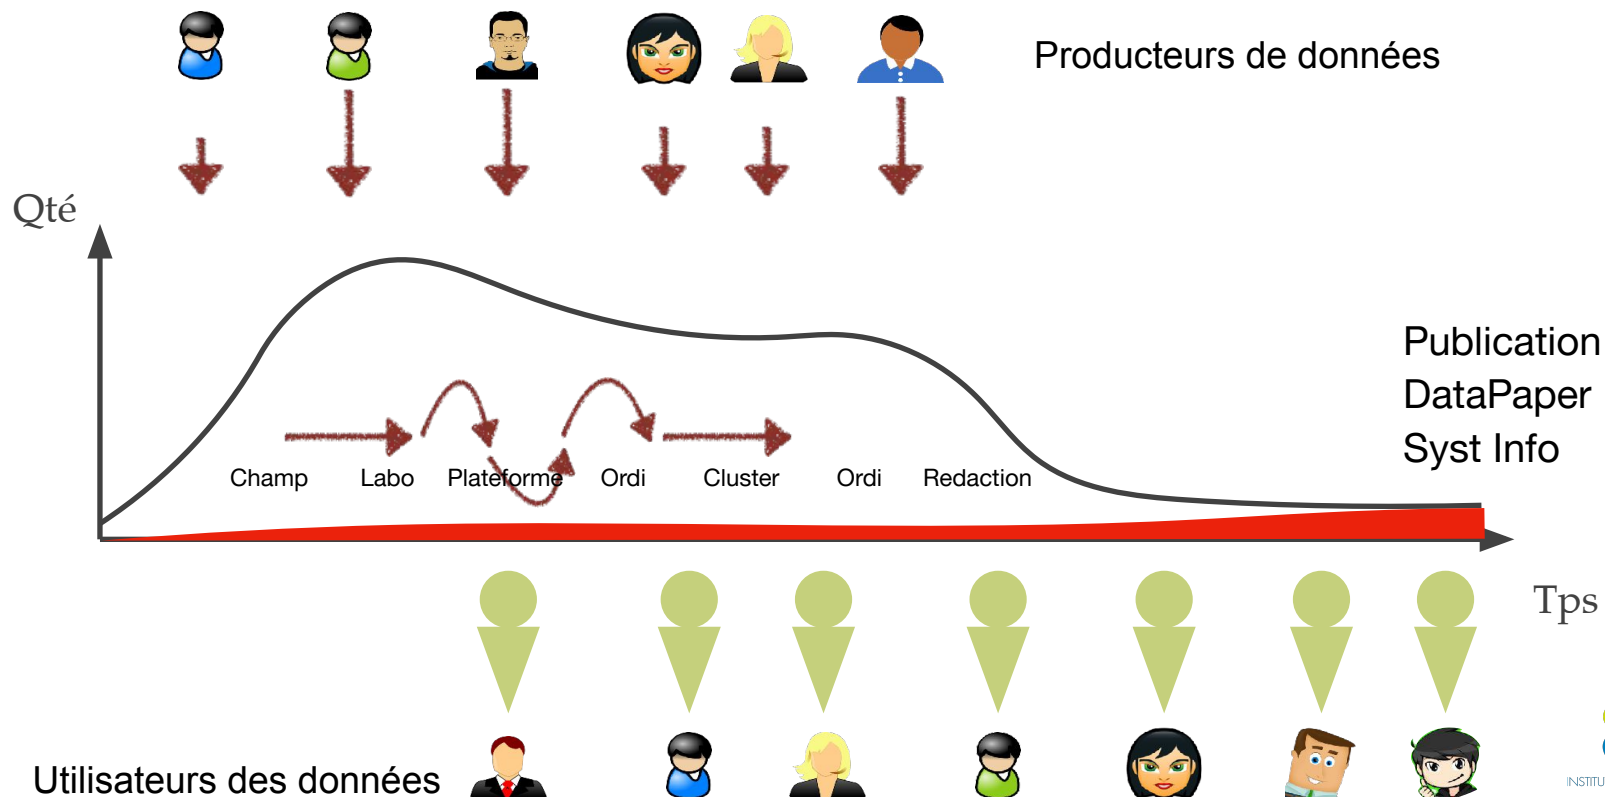 Producteurs de données
Qté
Publication
DataPaper
Syst Info
Champ Labo Plateforme Ordi Cluster Ordi Redaction
Tps
Utilisateurs des données